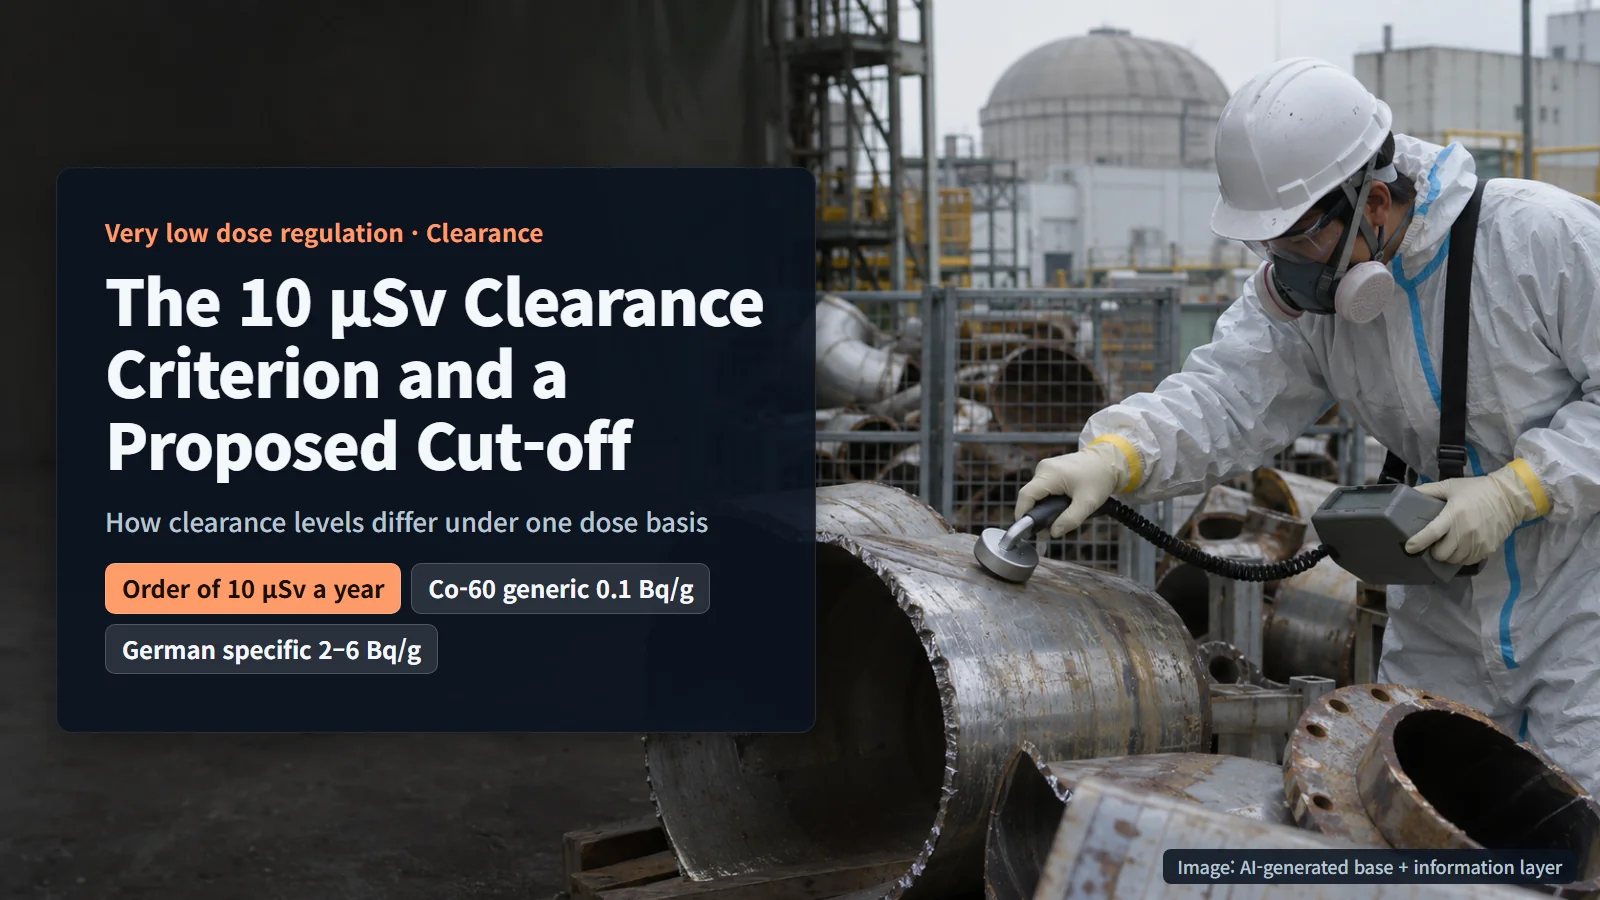 Very low dose regulation · Clearance
The 10 µSv Clearance
Criterion and a
Proposed Cut-off
How clearance levels differ under one dose basis
Order of 10 µSv a year
Co-60 generic 0.1 Bq/g
German specific 2–6 Bq/g
Image: AI-generated base + information layer